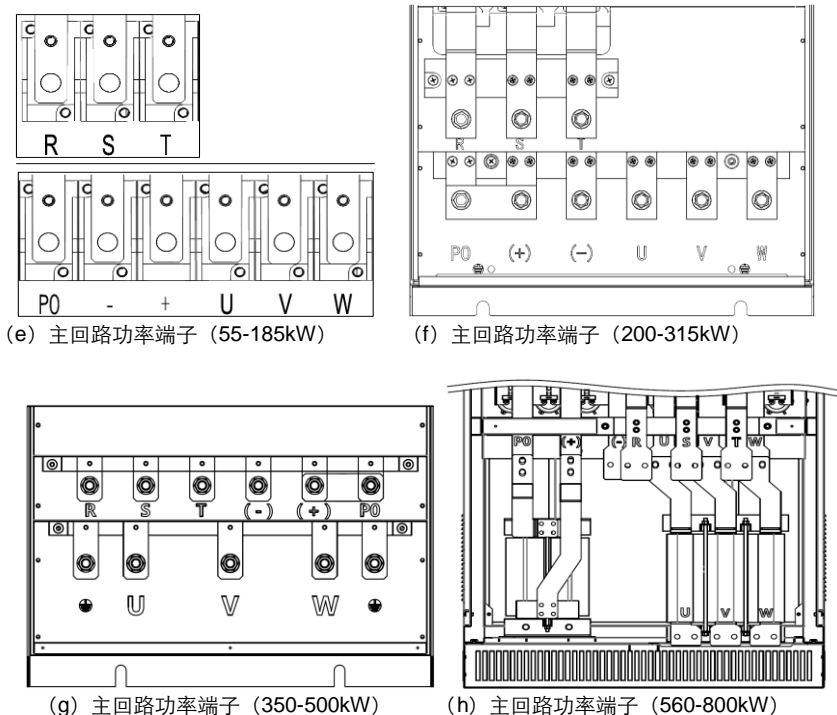 R S T
P0 - + U V W
(e) 主回路功率端子（55-185kW）
R S T
P0 (+) (-) U V W
(f) 主回路功率端子（200-315kW）
R S T (-) (+) P0
U V W
(g) 主回路功率端子（350-500kW）
P0 (+) (-) R U S V T W
U V W
(h) 主回路功率端子（560-800kW）